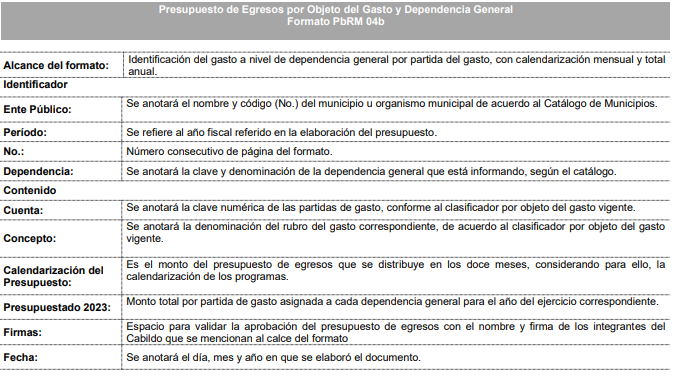 Presupuesto de Egresos por Objeto del Gasto y Dependencia General
Formato PbRM 04b
Alcance del formato: Identificación del gasto a nivel de dependencia general por partida del gasto, con calendarización mensual y total
anual.
Identificador
Ente Público: Se anotará el nombre y código (No.) del municipio u organismo municipal de acuerdo al Catálogo de Municipios.
Período: Se refiere al año fiscal referido en la elaboración del presupuesto.
No.: Número consecutivo de página del formato.
Dependencia: Se anotará la clave y denominación de la dependencia general que está informando, según el catálogo.
Contenido
Cuenta: Se anotará la clave numérica de las partidas de gasto, conforme al clasificador por objeto del gasto vigente.
Concepto: Se anotará la denominación del rubro del gasto correspondiente, de acuerdo al clasificador por objeto del gasto
vigente.
Calendarización del
Presupuesto: Es el monto del presupuesto de egresos que se distribuye en los doce meses, considerando para ello, la
calendarización de los programas.
Presupuestado 2023: Monto total por partida de gasto asignada a cada dependencia general para el año del ejercicio correspondiente.
Firmas: Espacio para validar la aprobación del presupuesto de egresos con el nombre y firma de los integrantes del
Cabildo que se mencionan al calce del formato
Fecha: Se anotará el día, mes y año en que se elaboró el documento.